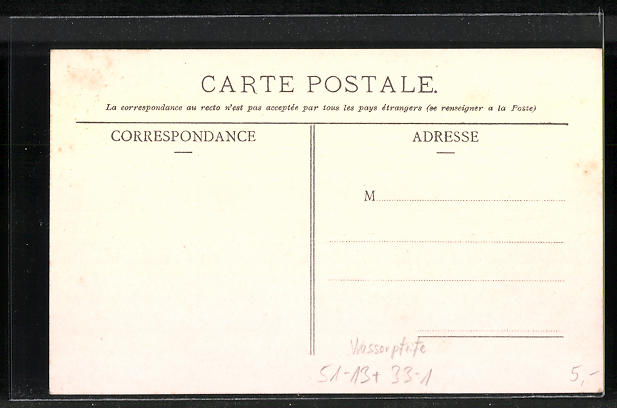 CARTE POSTALE.
La correspondance au recto n'est pas acceptée par tous les pays étrangers (se renseigner a la Poste)
CORRESPONDANCE
ADRESSE
M
Wasserpfeife
51-13+ 33-1
5,-